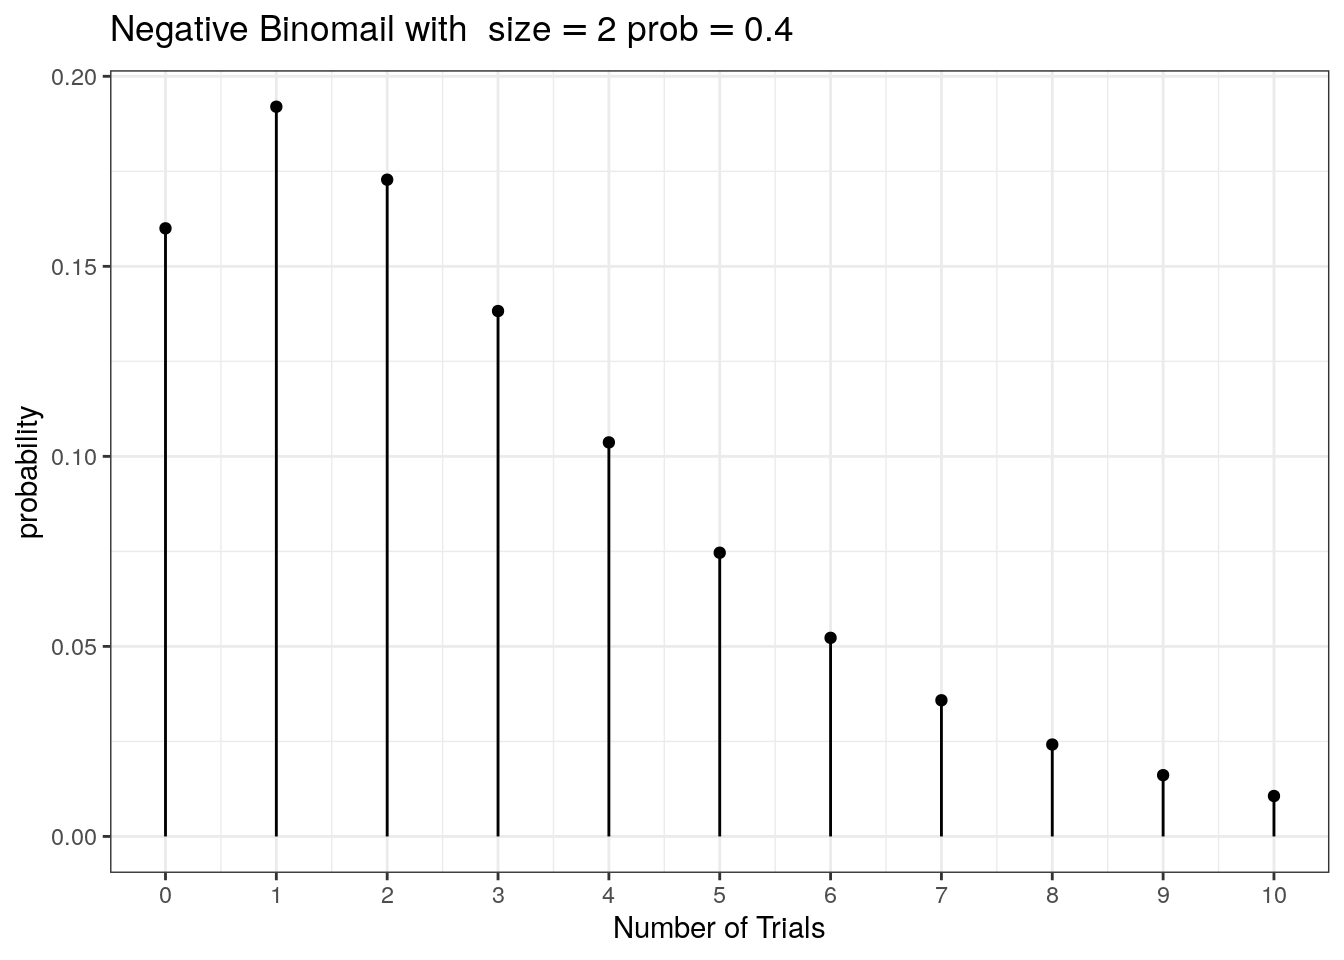 Negative Binomail with  size = 2 prob = 0.4
0.20
0.15
0.10
0.05
0.00
probability
0 1 2 3 4 5 6 7 8 9 10
Number of Trials